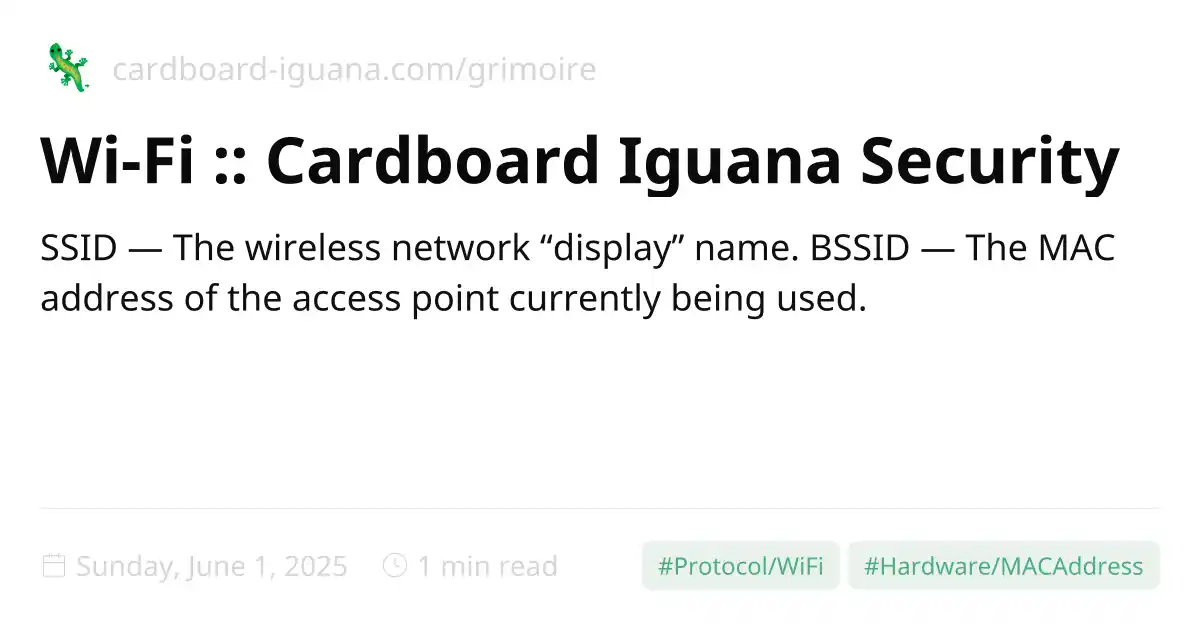 cardboard-iguana.com/grimoire
Wi-Fi :: Cardboard Iguana Security
SSID — The wireless network “display” name. BSSID — The MAC
address of the access point currently being used.
Sunday, June 1, 2025 1 min read #Protocol/WiFi #Hardware/MACAddress